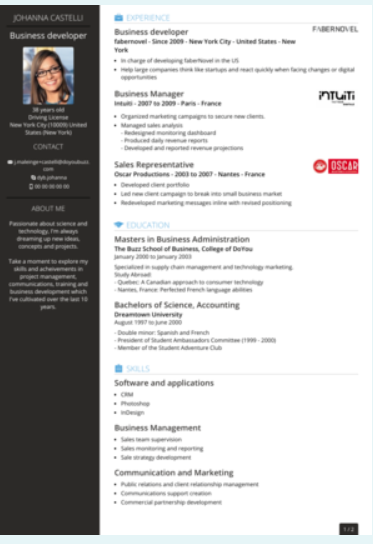 JOHANNA CASTELLI
Business developer
38 years old
Driving License
New York City (10009) United
States (New York)
CONTACT
ABOUT ME
Passionate about science and
technology, I'm always
dreaming up new ideas,
concepts and projects.
Take a moment to explore my
skills and achievements in
project management,
communications, training and
business development which
I've cultivated over the last 10
years.
EXPERIENCE
Business developer
FABERNOVEL
fabernovel - Since 2009 - New York City - United States - New
York
• In charge of developing faberNovel in the US
• Help large companies think like startups and react quickly when facing changes or digital
opportunities
Business Manager
INTUITI
Intuiti - 2007 to 2009 - Paris - France
• Organized marketing campaigns to secure new clients.
• Managed sales analysis
- Redesigned monitoring dashboard
- Produced daily revenue reports
- Developed and reported revenue projections
Sales Representative
OSCAR
Oscar Productions - 2003 to 2007 - Nantes - France
• Developed client portfolio
• Led new client campaign to break into small business market
• Redeveloped marketing messages inline with revised positioning
EDUCATION
Masters in Business Administration
The Buzz School of Business, College of DoYou
January 2000 to January 2003
Specialized in supply chain management and technology marketing.
Study Abroad:
- Quebec: A Canadian approach to consumer technology
- Nantes, France: Perfected French language abilities
Bachelors of Science, Accounting
Dreamtown University
August 1997 to June 2000
- Double minor: Spanish and French
- President of Student Ambassadors Committee (1999 - 2000)
- Member of the Student Adventure Club
SKILLS
Software and applications
• CRM
• Photoshop
• InDesign
Business Management
• Sales team supervision
• Sales monitoring and reporting
• Sale strategy development
Communication and Marketing
• Public relations and client relationship management
• Communications support creation
• Commercial partnership development
1 / 2